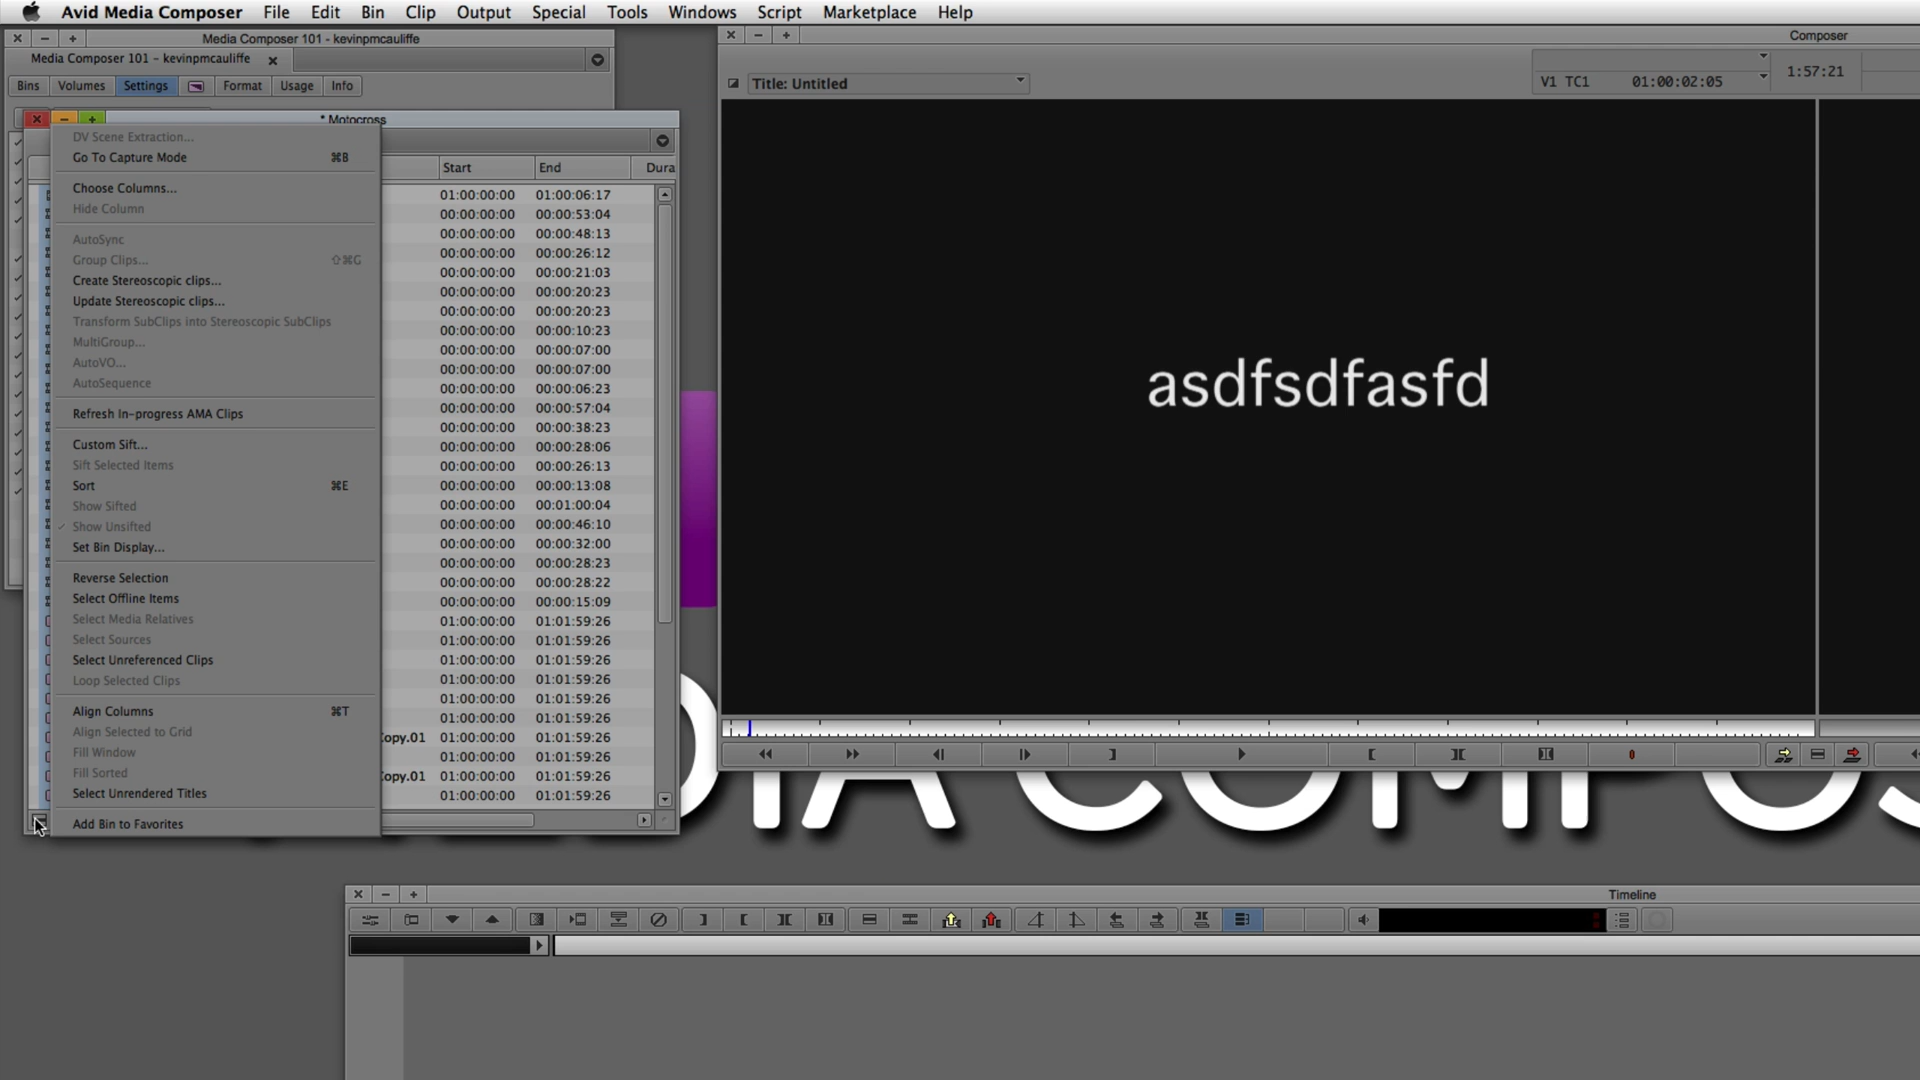 Avid Media Composer File Edit Bin Clip Output Special Tools Windows Script Marketplace Help
Media Composer 101 - kevinpmcauliffe
Composer
Media Composer 101 - kevinpmcauliffe
Title: Untitled
V1 TC1 01:00:02:05
1:57:21
Bins Volumes Settings Format Usage Info
* Motocross
Start End Dura
DV Scene Extraction...
Go To Capture Mode ⌘B
Choose Columns...
Hide Column
AutoSync
Group Clips... ⇧⌘G
Create Stereoscopic clips...
Update Stereoscopic clips...
Transform SubClips into Stereoscopic SubClips
MultiGroup...
AutoVO...
AutoSequence
Refresh In-progress AMA Clips
Custom Sift...
Sift Selected Items
Sort ⌘E
Show Sifted
✓ Show Unsifted
Set Bin Display...
Reverse Selection
Select Offline Items
Select Media Relatives
Select Sources
Select Unreferenced Clips
Loop Selected Clips
Align Columns ⌘T
Align Selected to Grid
Fill Window
Fill Sorted
Select Unrendered Titles
Add Bin to Favorites
01:00:00:00 01:00:06:17
00:00:00:00 00:00:53:04
00:00:00:00 00:00:48:13
00:00:00:00 00:00:26:12
00:00:00:00 00:00:21:03
00:00:00:00 00:00:20:23
00:00:00:00 00:00:20:23
00:00:00:00 00:00:10:23
00:00:00:00 00:00:07:00
00:00:00:00 00:00:07:00
00:00:00:00 00:00:06:23
00:00:00:00 00:00:57:04
00:00:00:00 00:00:38:23
00:00:00:00 00:00:28:06
00:00:00:00 00:00:26:13
00:00:00:00 00:00:13:08
00:00:00:00 00:01:00:04
00:00:00:00 00:00:46:10
00:00:00:00 00:00:32:00
00:00:00:00 00:00:28:23
00:00:00:00 00:00:28:22
00:00:00:00 00:00:15:09
01:00:00:00 01:01:59:26
01:00:00:00 01:01:59:26
01:00:00:00 01:01:59:26
01:00:00:00 01:01:59:26
01:00:00:00 01:01:59:26
01:00:00:00 01:01:59:26
Copy.01 01:00:00:00 01:01:59:26
01:00:00:00 01:01:59:26
Copy.01 01:00:00:00 01:01:59:26
01:00:00:00 01:01:59:26
asdfsdfasfd
DIA COMPOS
Timeline